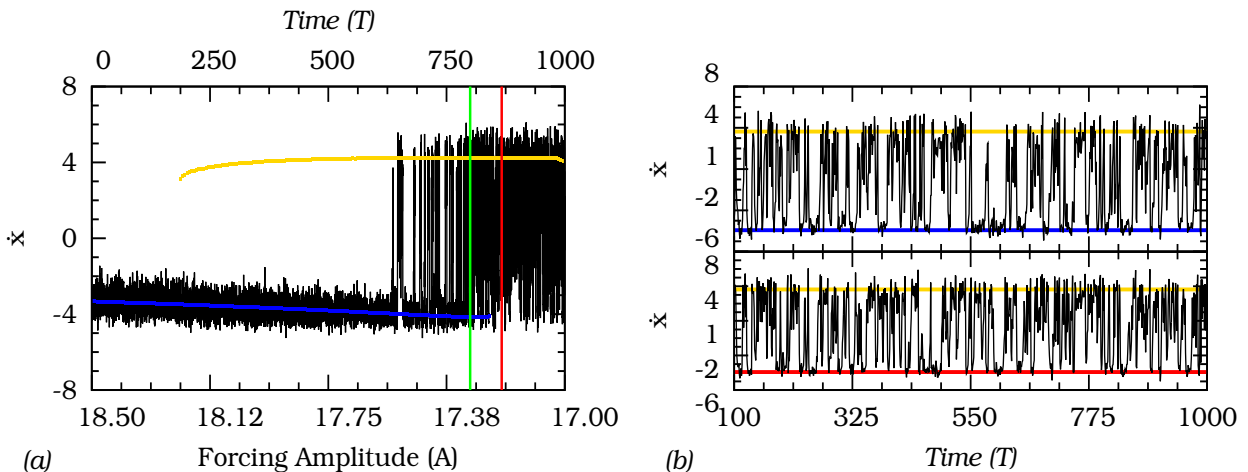 Time (T)
0 250 500 750 1000
8
4
0
-4
-8
ẋ
18.50 18.12 17.75 17.38 17.00
(a) Forcing Amplitude (A)
8
4
1
-2
-6
ẋ
8
4
1
-2
-6
ẋ
100 325 550 775 1000
(b) Time (T)